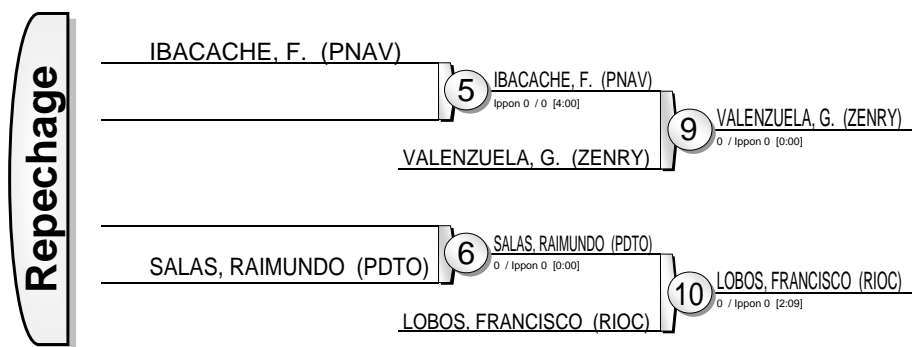 Repechage
IBACACHE, F. (PNAV)
5
IBACACHE, F. (PNAV)
Ippon 0 / 0 [4:00]
VALENZUELA, G. (ZENRY)
9
VALENZUELA, G. (ZENRY)
0 / Ippon 0 [0:00]
SALAS, RAIMUNDO (PDTO)
6
SALAS, RAIMUNDO (PDTO)
0 / Ippon 0 [0:00]
LOBOS, FRANCISCO (RIOC)
10
LOBOS, FRANCISCO (RIOC)
0 / Ippon 0 [2:09]